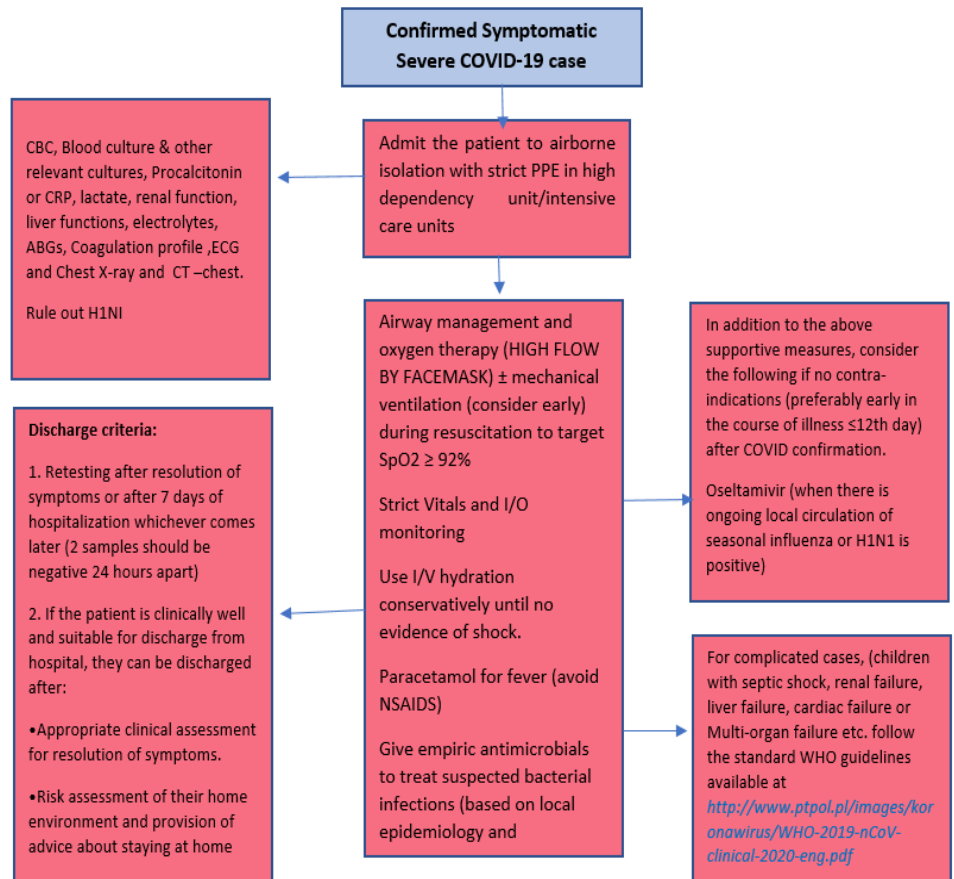 Confirmed Symptomatic
Severe COVID-19 case
Admit the patient to airborne
isolation with strict PPE in high
dependency unit/intensive
care units
CBC, Blood culture & other
relevant cultures, Procalcitonin
or CRP, lactate, renal function,
liver functions, electrolytes,
ABGs, Coagulation profile ,ECG
and Chest X-ray and CT –chest.
Rule out H1NI
Airway management and
oxygen therapy (HIGH FLOW
BY FACEMASK) ± mechanical
ventilation (consider early)
during resuscitation to target
SpO2 ≥ 92%
Strict Vitals and I/O
monitoring
Use I/V hydration
conservatively until no
evidence of shock.
Paracetamol for fever (avoid
NSAIDS)
Give empiric antimicrobials
to treat suspected bacterial
infections (based on local
epidemiology and
In addition to the above
supportive measures, consider
the following if no contra-
indications (preferably early in
the course of illness ≤12th day)
after COVID confirmation.
Oseltamivir (when there is
ongoing local circulation of
seasonal influenza or H1N1 is
positive)
Discharge criteria:
1. Retesting after resolution of
symptoms or after 7 days of
hospitalization whichever comes
later (2 samples should be
negative 24 hours apart)
2. If the patient is clinically well
and suitable for discharge from
hospital, they can be discharged
after:
•Appropriate clinical assessment
for resolution of symptoms.
•Risk assessment of their home
environment and provision of
advice about staying at home
For complicated cases, (children
with septic shock, renal failure,
liver failure, cardiac failure or
Multi-organ failure etc. follow
the standard WHO guidelines
available at
http://www.ptpol.pl/images/kor
onawirus/WHO-2019-nCoV-
clinical-2020-eng.pdf